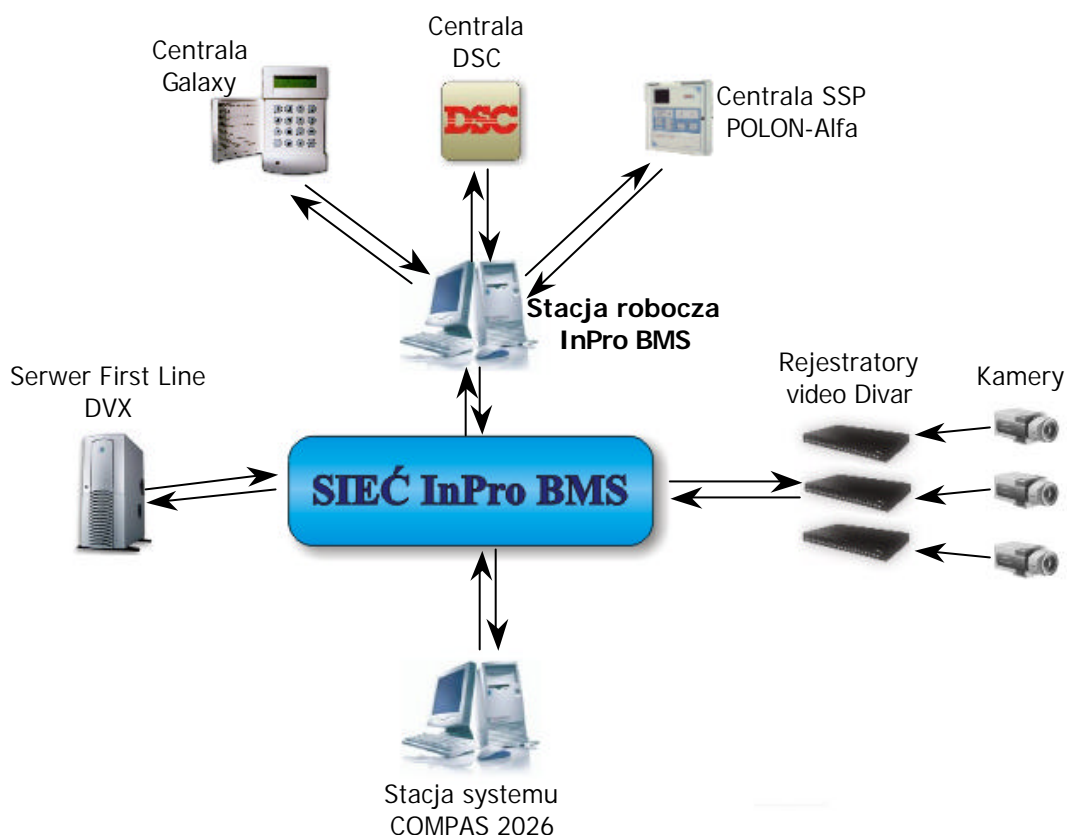 Centrala
Galaxy
Centrala
DSC
DSC
Centrala SSP
POLON-Alfa
Stacja robocza
InPro BMS
Serwer First Line
DVX
SIEĆ InPro BMS
Rejestratory
video Divar
Kamery
Stacja systemu
COMPAS 2026